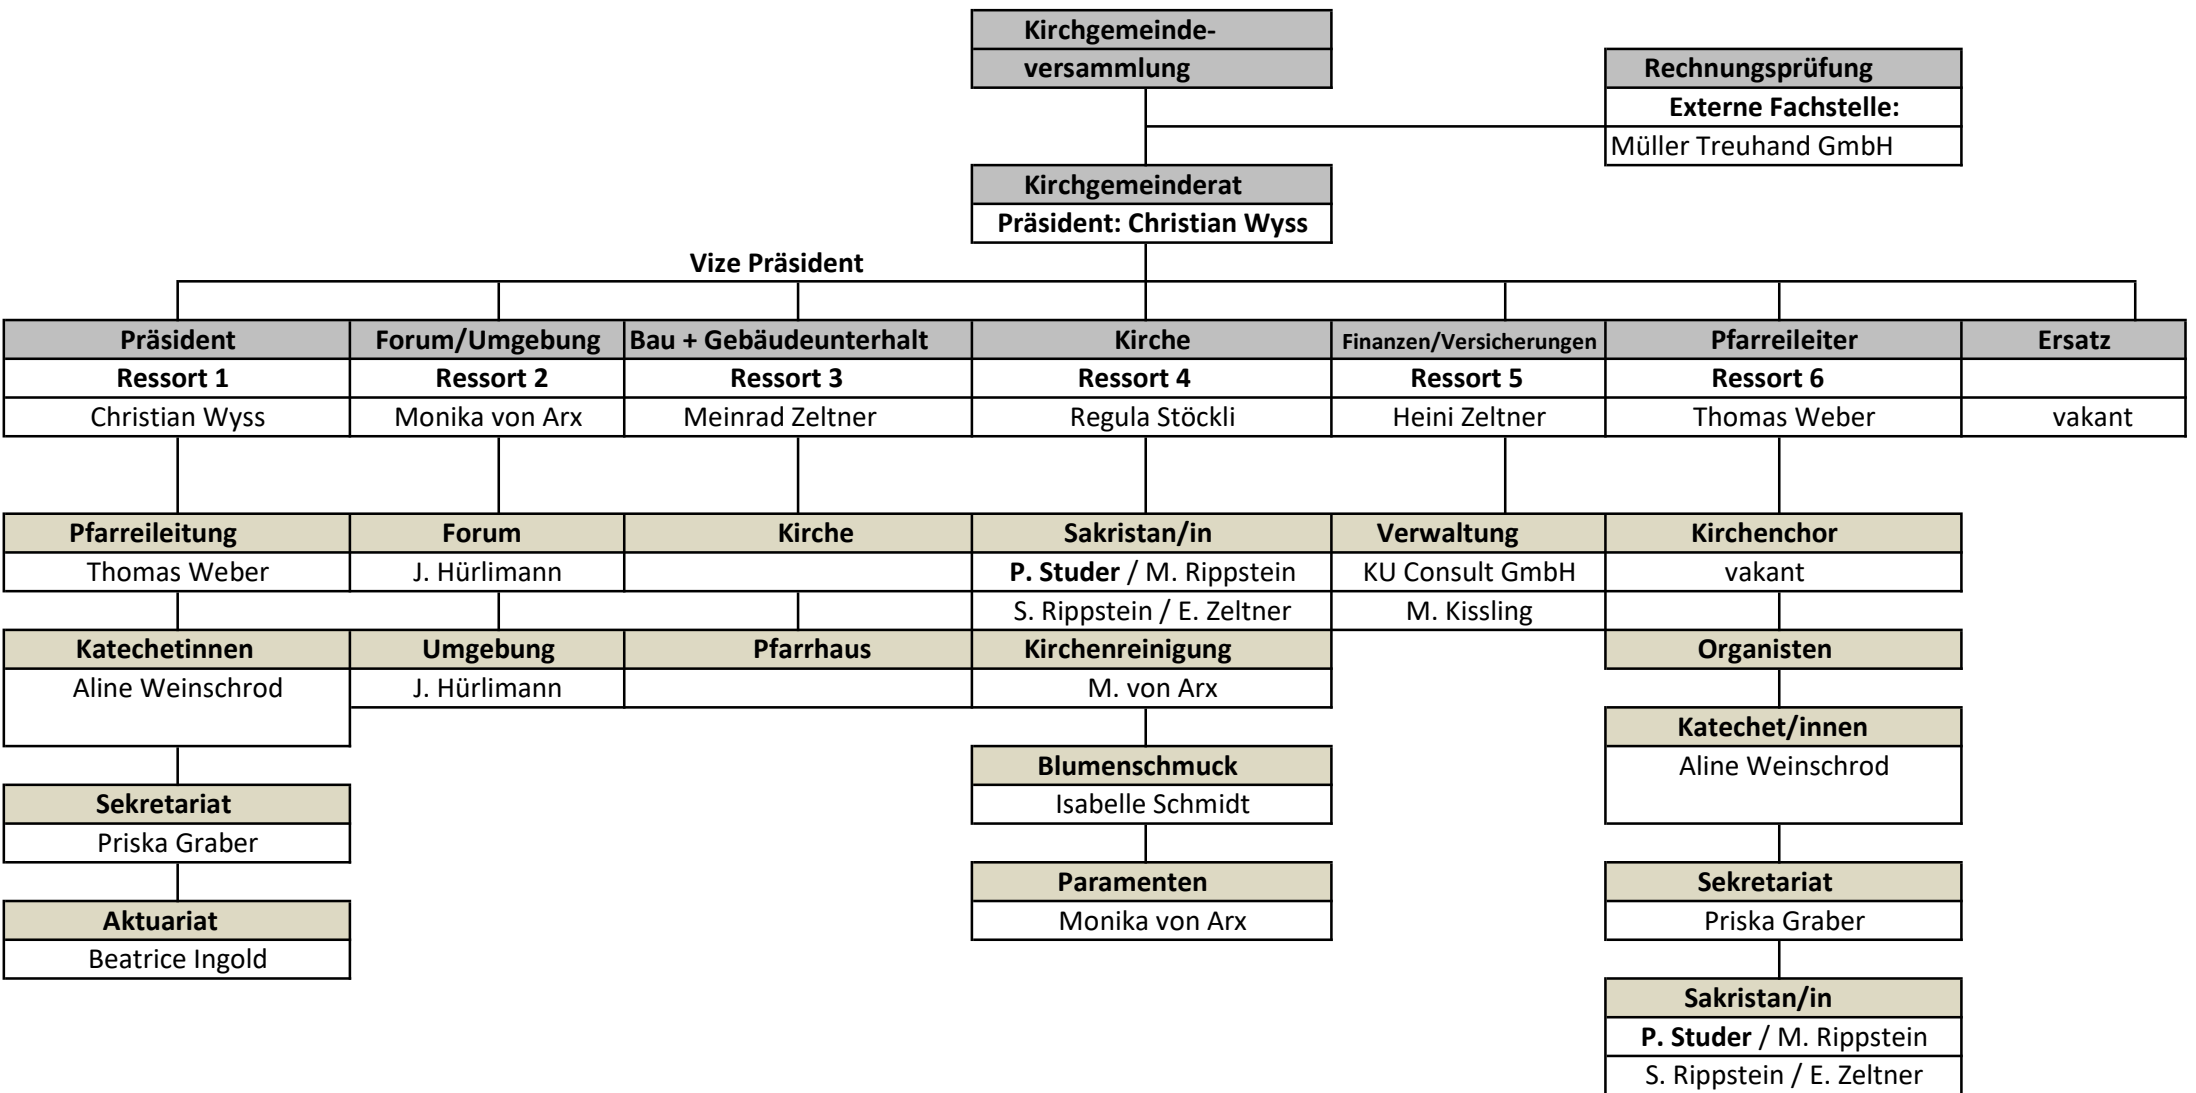 Kirchgemeinde-
versammlung
Rechnungsprüfung
Externe Fachstelle:
Müller Treuhand GmbH
Kirchgemeinderat
Präsident: Christian Wyss
Vize Präsident
Präsident Forum/Umgebung Bau + Gebäudeunterhalt Kirche Finanzen/Versicherungen Pfarreileiter Ersatz
Ressort 1 Ressort 2 Ressort 3 Ressort 4 Ressort 5 Ressort 6
Christian Wyss Monika von Arx Meinrad Zeltner Regula Stöckli Heini Zeltner Thomas Weber vakant
Pfarreileitung Forum Kirche Sakristan/in Verwaltung Kirchenchor
Thomas Weber J. Hürlimann P. Studer / M. Rippstein KU Consult GmbH vakant
S. Rippstein / E. Zeltner M. Kissling
Katechetinnen Umgebung Pfarrhaus Kirchenreinigung Organisten
Aline Weinschrod J. Hürlimann M. von Arx
Katechet/innen
Blumenschmuck Aline Weinschrod
Sekretariat Isabelle Schmidt
Priska Graber
Paramenten Sekretariat
Aktuariat Monika von Arx Priska Graber
Beatrice Ingold
Sakristan/in
P. Studer / M. Rippstein
S. Rippstein / E. Zeltner